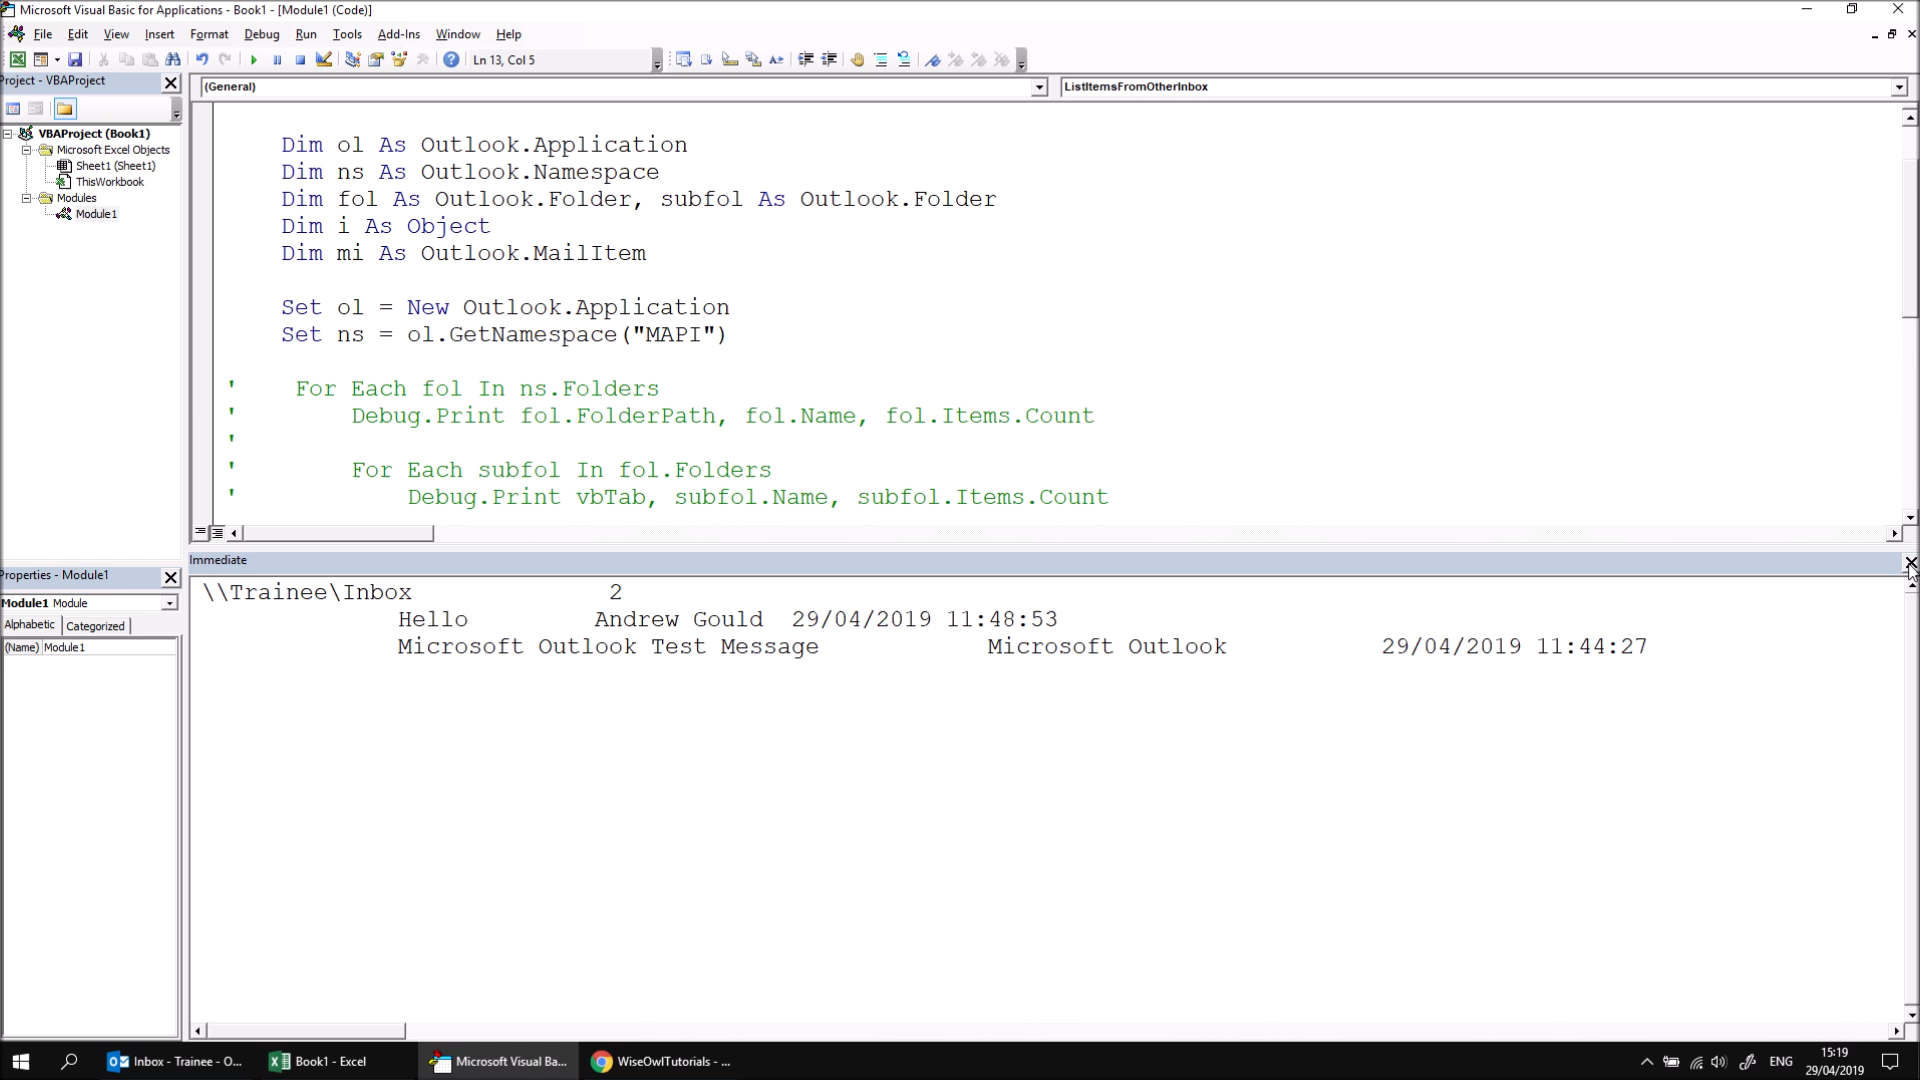 Microsoft Visual Basic for Applications - Book1 - [Module1 (Code)]
File Edit View Insert Format Debug Run Tools Add-Ins Window Help
Ln 13, Col 5
Project - VBAProject
(General) ListItemsFromOtherInbox
VBAProject (Book1)
Microsoft Excel Objects
Sheet1 (Sheet1)
ThisWorkbook
Modules
Module1
Dim ol As Outlook.Application
Dim ns As Outlook.Namespace
Dim fol As Outlook.Folder, subfol As Outlook.Folder
Dim i As Object
Dim mi As Outlook.MailItem
Set ol = New Outlook.Application
Set ns = ol.GetNamespace("MAPI")
' For Each fol In ns.Folders
' Debug.Print fol.FolderPath, fol.Name, fol.Items.Count
'
' For Each subfol In fol.Folders
' Debug.Print vbTab, subfol.Name, subfol.Items.Count
Properties - Module1
Module1 Module
Alphabetic Categorized
(Name) Module1
Immediate
\\Trainee\Inbox 2
Hello Andrew Gould 29/04/2019 11:48:53
Microsoft Outlook Test Message Microsoft Outlook 29/04/2019 11:44:27
Inbox - Trainee - O... Book1 - Excel Microsoft Visual Ba... WiseOwlTutorials - ... ENG 15:19
29/04/2019